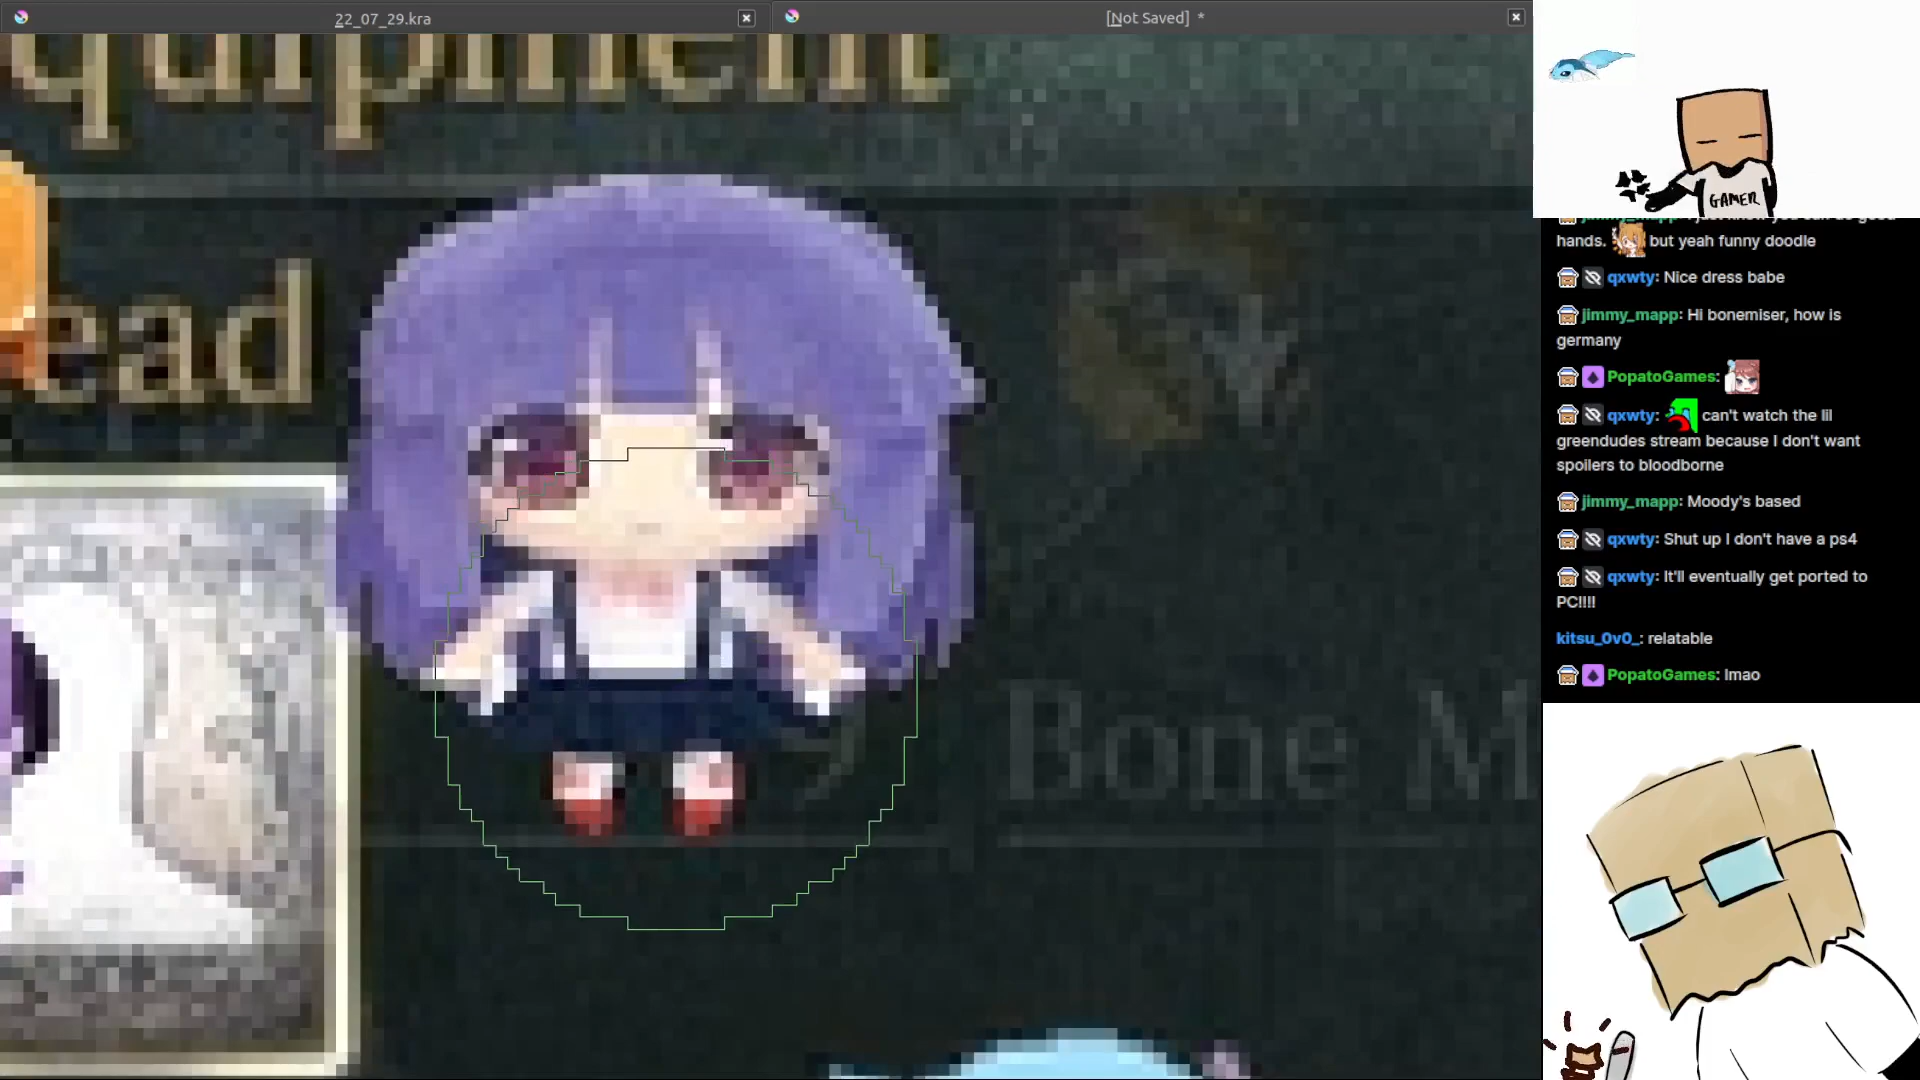 22_07_29.kra
[Not Saved] *
quipment
ead
Bone M
GAMER
hands. but yeah funny doodle
qxwty: Nice dress babe
jimmy_mapp: Hi bonemiser, how is
germany
PopatoGames:
qxwty: can't watch the lil
greendudes stream because I don't want
spoilers to bloodborne
jimmy_mapp: Moody's based
qxwty: Shut up I don't have a ps4
qxwty: It'll eventually get ported to
PC!!!!
kitsu_0v0_: relatable
PopatoGames: lmao